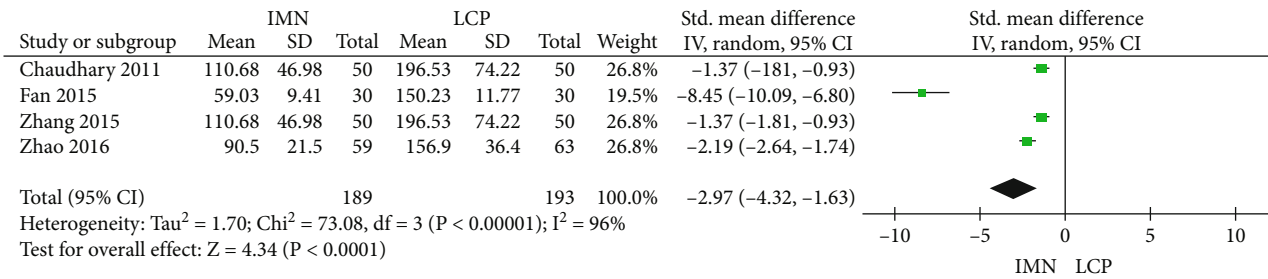 IMN LCP Std. mean difference Std. mean difference
Study or subgroup Mean SD Total Mean SD Total Weight IV, random, 95% CI IV, random, 95% CI
Chaudhary 2011 110.68 46.98 50 196.53 74.22 50 26.8% −1.37 (−181, −0.93)
Fan 2015 59.03 9.41 30 150.23 11.77 30 19.5% −8.45 (−10.09, −6.80)
Zhang 2015 110.68 46.98 50 196.53 74.22 50 26.8% −1.37 (−1.81, −0.93)
Zhao 2016 90.5 21.5 59 156.9 36.4 63 26.8% −2.19 (−2.64, −1.74)
Total (95% CI) 189 193 100.0% −2.97 (−4.32, −1.63)
Heterogeneity: Tau² = 1.70; Chi² = 73.08, df = 3 (P < 0.00001); I² = 96%
Test for overall effect: Z = 4.34 (P < 0.0001)
−10 −5 0 5 10
IMN LCP